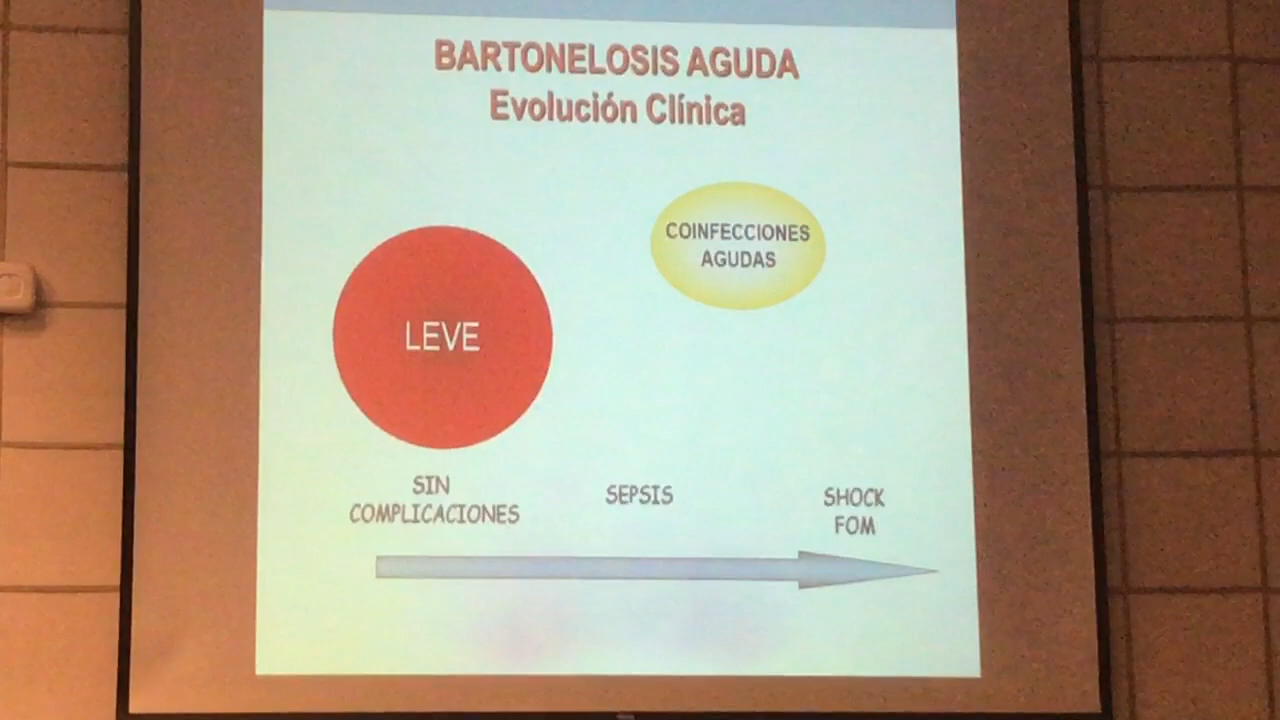 BARTONELOSIS AGUDA
Evolución Clínica
COINFECCIONES
AGUDAS
LEVE
SIN
COMPLICACIONES
SEPSIS
SHOCK
FOM